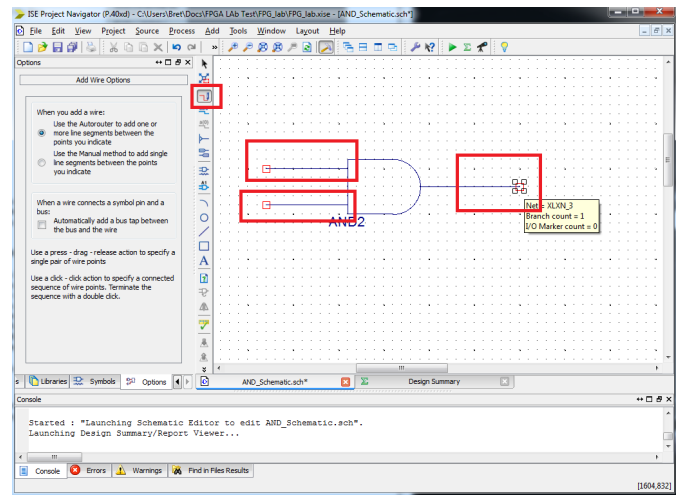 ISE Project Navigator (P.40xd) - C:\Users\Bret\Docs\FPGA LAb Test\FPG_lab\FPG_lab.xise - [AND_Schematic.sch*]
File Edit View Project Source Process Add Tools Window Layout Help
Options
Add Wire Options
When you add a wire:
Use the Autorouter to add one or
more line segments between the
points you indicate
Use the Manual method to add single
line segments between the points
you indicate
When a wire connects a symbol pin and a
bus:
Automatically add a bus tap between
the bus and the wire
Use a press - drag - release action to specify a
single pair of wire points
Use a click - click action to specify a connected
sequence of wire points. Terminate the
sequence with a double click.
A
AND2
Net = XLXN_3
Branch count = 1
I/O Marker count = 0
s Libraries Symbols Options
AND_Schematic.sch*
Design Summary
Console
Started : "Launching Schematic Editor to edit AND_Schematic.sch".
Launching Design Summary/Report Viewer...
Console Errors Warnings Find in Files Results
[1604,832]